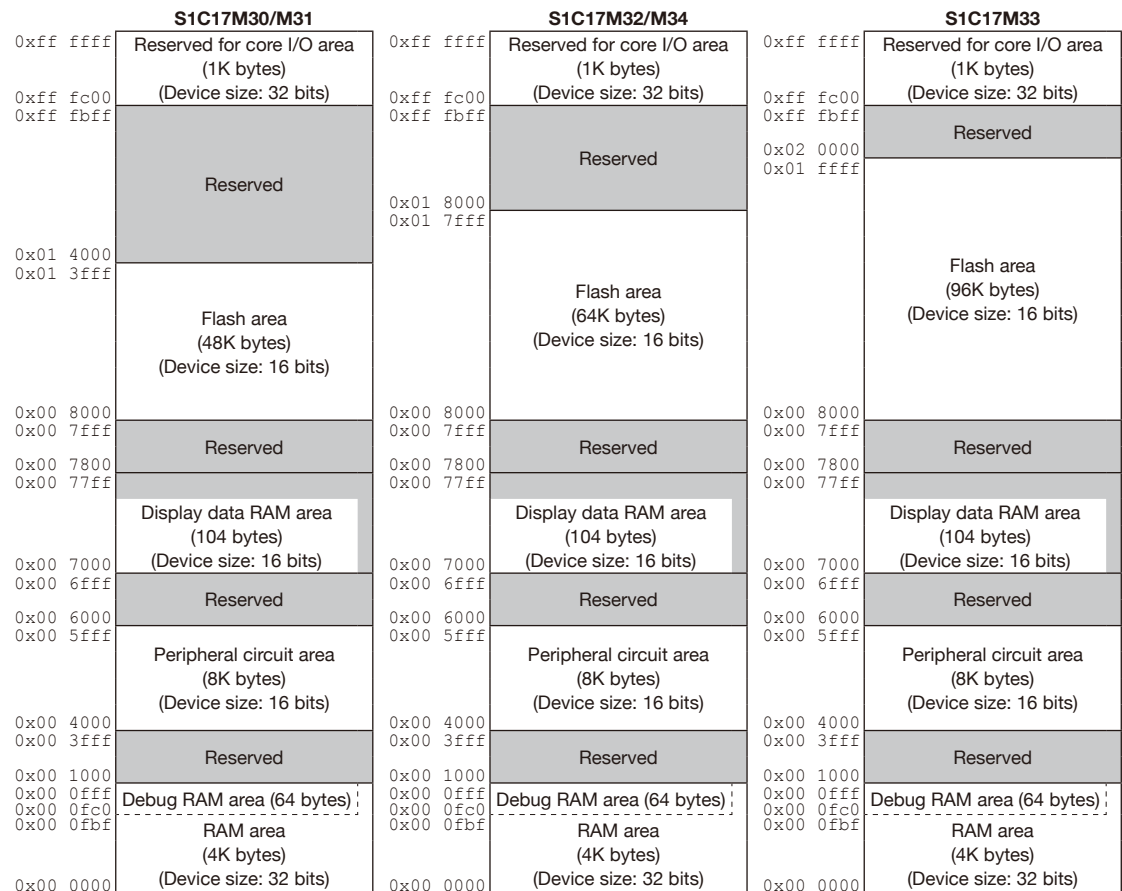 S1C17M30/M31
0xff ffff
Reserved for core I/O area
(1K bytes)
(Device size: 32 bits)
0xff fc00
0xff fbff
Reserved
0x01 4000
0x01 3fff
Flash area
(48K bytes)
(Device size: 16 bits)
0x00 8000
0x00 7fff
Reserved
0x00 7800
0x00 77ff
Display data RAM area
(104 bytes)
(Device size: 16 bits)
0x00 7000
0x00 6fff
Reserved
0x00 6000
0x00 5fff
Peripheral circuit area
(8K bytes)
(Device size: 16 bits)
0x00 4000
0x00 3fff
Reserved
0x00 1000
0x00 0fff
Debug RAM area (64 bytes)
0x00 0fc0
0x00 0fbf
RAM area
(4K bytes)
(Device size: 32 bits)
0x00 0000
S1C17M32/M34
0xff ffff
Reserved for core I/O area
(1K bytes)
(Device size: 32 bits)
0xff fc00
0xff fbff
Reserved
0x01 8000
0x01 7fff
Flash area
(64K bytes)
(Device size: 16 bits)
0x00 8000
0x00 7fff
Reserved
0x00 7800
0x00 77ff
Display data RAM area
(104 bytes)
(Device size: 16 bits)
0x00 7000
0x00 6fff
Reserved
0x00 6000
0x00 5fff
Peripheral circuit area
(8K bytes)
(Device size: 16 bits)
0x00 4000
0x00 3fff
Reserved
0x00 1000
0x00 0fff
Debug RAM area (64 bytes)
0x00 0fc0
0x00 0fbf
RAM area
(4K bytes)
(Device size: 32 bits)
0x00 0000
S1C17M33
0xff ffff
Reserved for core I/O area
(1K bytes)
(Device size: 32 bits)
0xff fc00
0xff fbff
Reserved
0x02 0000
0x01 ffff
Flash area
(96K bytes)
(Device size: 16 bits)
0x00 8000
0x00 7fff
Reserved
0x00 7800
0x00 77ff
Display data RAM area
(104 bytes)
(Device size: 16 bits)
0x00 7000
0x00 6fff
Reserved
0x00 6000
0x00 5fff
Peripheral circuit area
(8K bytes)
(Device size: 16 bits)
0x00 4000
0x00 3fff
Reserved
0x00 1000
0x00 0fff
Debug RAM area (64 bytes)
0x00 0fc0
0x00 0fbf
RAM area
(4K bytes)
(Device size: 32 bits)
0x00 0000